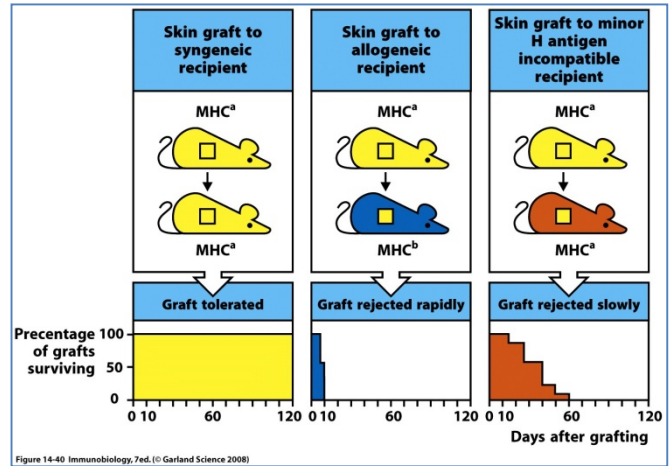 Skin graft to
syngeneic
recipient
MHCᵃ
MHCᵃ
Graft tolerated
Skin graft to
allogeneic
recipient
MHCᵃ
MHCᵇ
Graft rejected rapidly
Skin graft to minor
H antigen
incompatible
recipient
MHCᵃ
MHCᵃ
Graft rejected slowly
Precentage
of grafts
surviving
100
50
0
0 10 60 120
0 10 60 120
0 10 60 120
Days after grafting
Figure 14-40 Immunobiology, 7ed. (© Garland Science 2008)